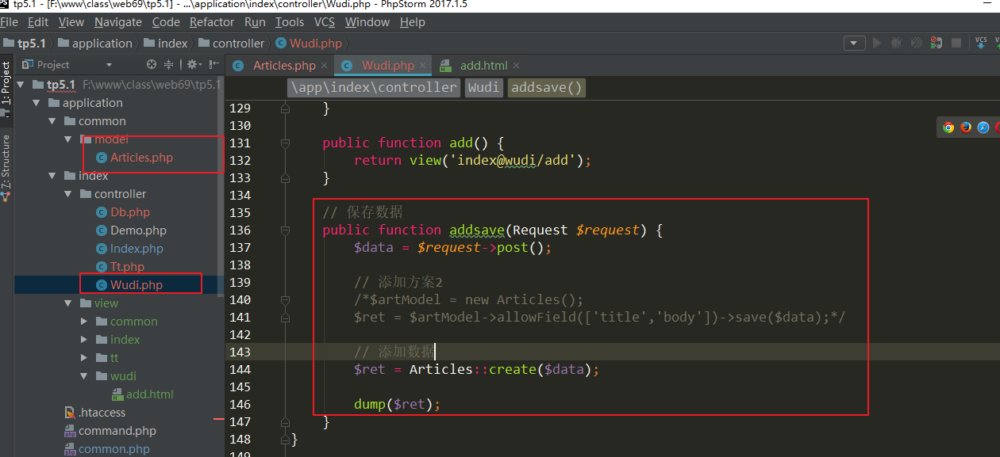 tp5.1 - [F:\www\class\web69\tp5.1] - ...\application\index\controller\Wudi.php - PhpStorm 2017.1.5
File Edit View Navigate Code Refactor Run Tools VCS Window Help
tp5.1 application index controller Wudi.php
VCS
Project
Articles.php × Wudi.php × add.html ×
1: Project
7: Structure
tp5.1 F:\www\class\web69\tp5.1
application
common
model
Articles.php
index
controller
Db.php
Demo.php
Index.php
Tt.php
Wudi.php
view
common
index
tt
wudi
add.html
.htaccess
command.php
common.php
\app\index\controller Wudi addsave()
129 }
130
131 public function add() {
132 return view('index@wudi/add');
133 }
134
135 // 保存数据
136 public function addsave(Request $request) {
137 $data = $request->post();
138
139 // 添加方案2
140 /*$artModel = new Articles();
141 $ret = $artModel->allowField(['title','body'])->save($data);*/
142
143 // 添加数据
144 $ret = Articles::create($data);
145
146 dump($ret);
147 }
148 }
149